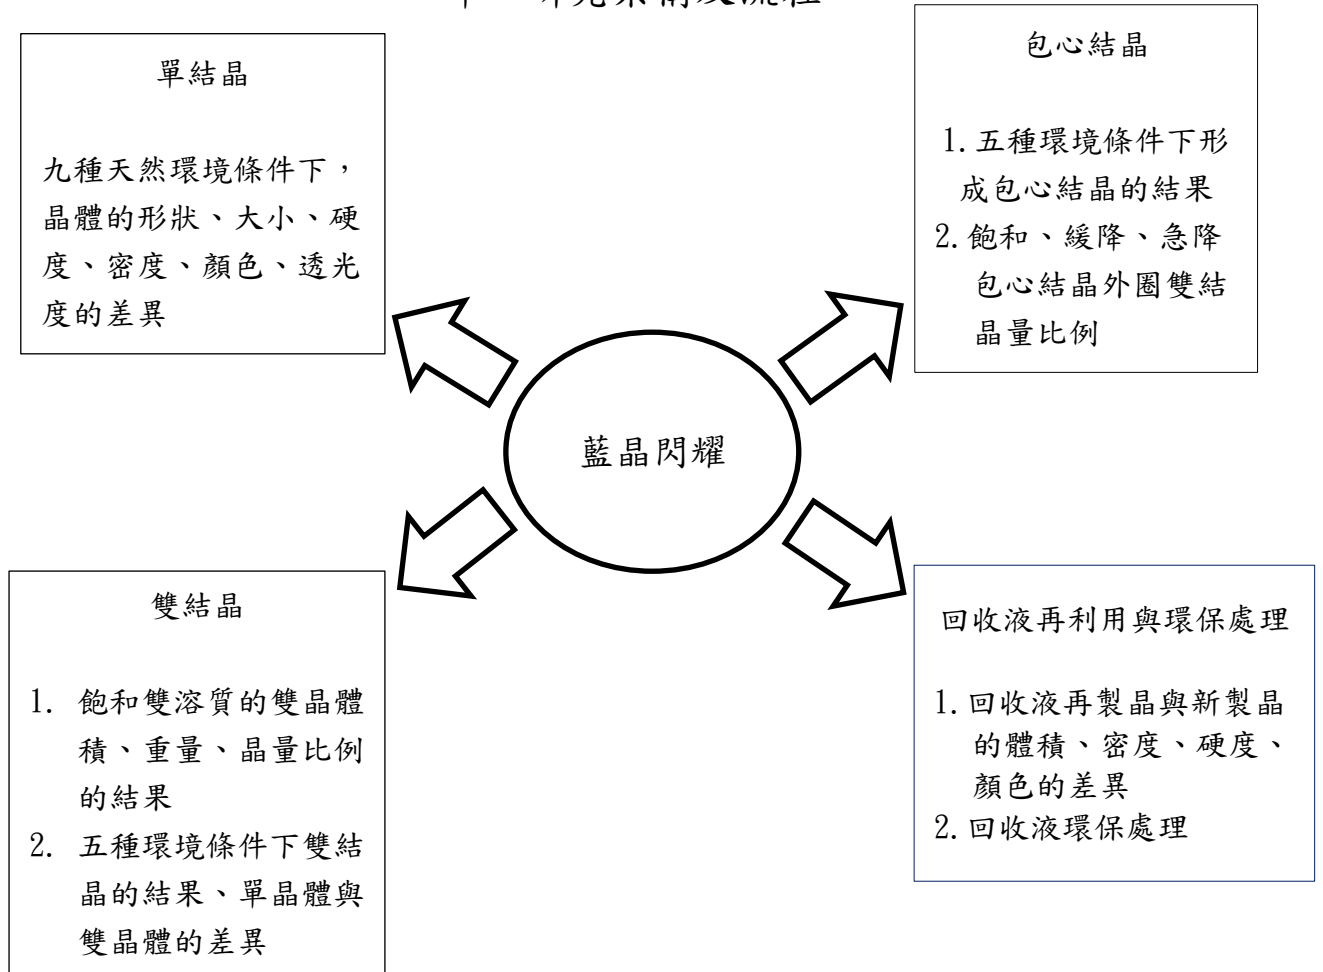 單結晶
九種天然環境條件下，
晶體的形狀、大小、硬
度、密度、顏色、透光
度的差異
包心結晶
1.五種環境條件下形
成包心結晶的結果
2.飽和、緩降、急降
包心結晶外圈雙結
晶量比例
藍晶閃耀
雙結晶
1. 飽和雙溶質的雙晶體
積、重量、晶量比例
的結果
2. 五種環境條件下雙結
晶的結果、單晶體與
雙晶體的差異
回收液再利用與環保處理
1.回收液再製晶與新製晶
的體積、密度、硬度、
顏色的差異
2.回收液環保處理